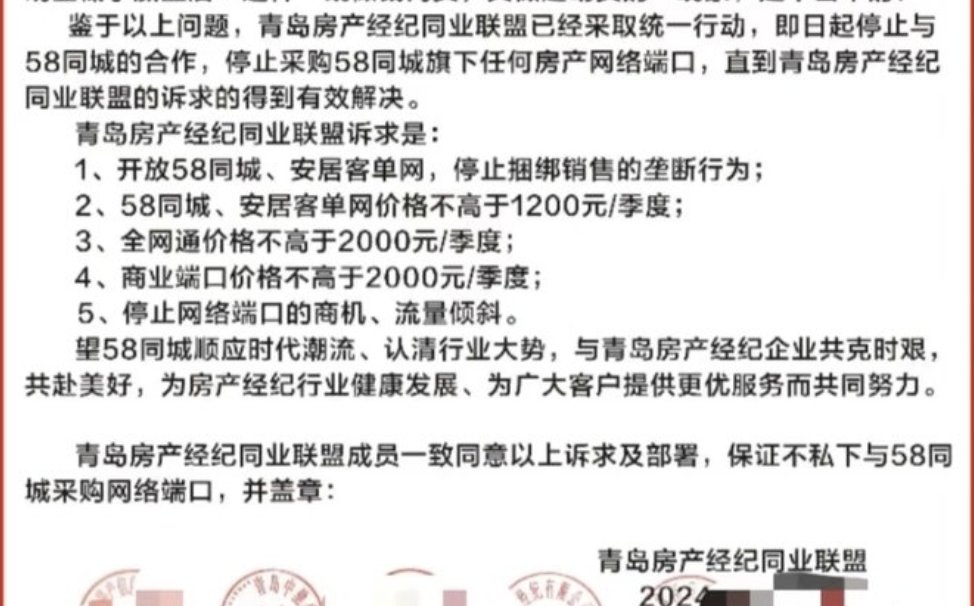 鉴于以上问题，青岛房产经纪同业联盟已经采取统一行动，即日起停止与
58同城的合作，停止采购58同城旗下任何房产网络端口，直到青岛房产经纪
同业联盟的诉求的得到有效解决。
青岛房产经纪同业联盟诉求是：
1、开放58同城、安居客单网，停止捆绑销售的垄断行为；
2、58同城、安居客单网价格不高于1200元/季度；
3、全网通价格不高于2000元/季度；
4、商业端口价格不高于2000元/季度；
5、停止网络端口的商机、流量倾斜。
望58同城顺应时代潮流、认清行业大势，与青岛房产经纪企业共克时艰，
共赴美好，为房产经纪行业健康发展、为广大客户提供更优服务而共同努力。
青岛房产经纪同业联盟成员一致同意以上诉求及部署，保证不私下与58同
城采购网络端口，并盖章：
青岛房产经纪同业联盟
2024